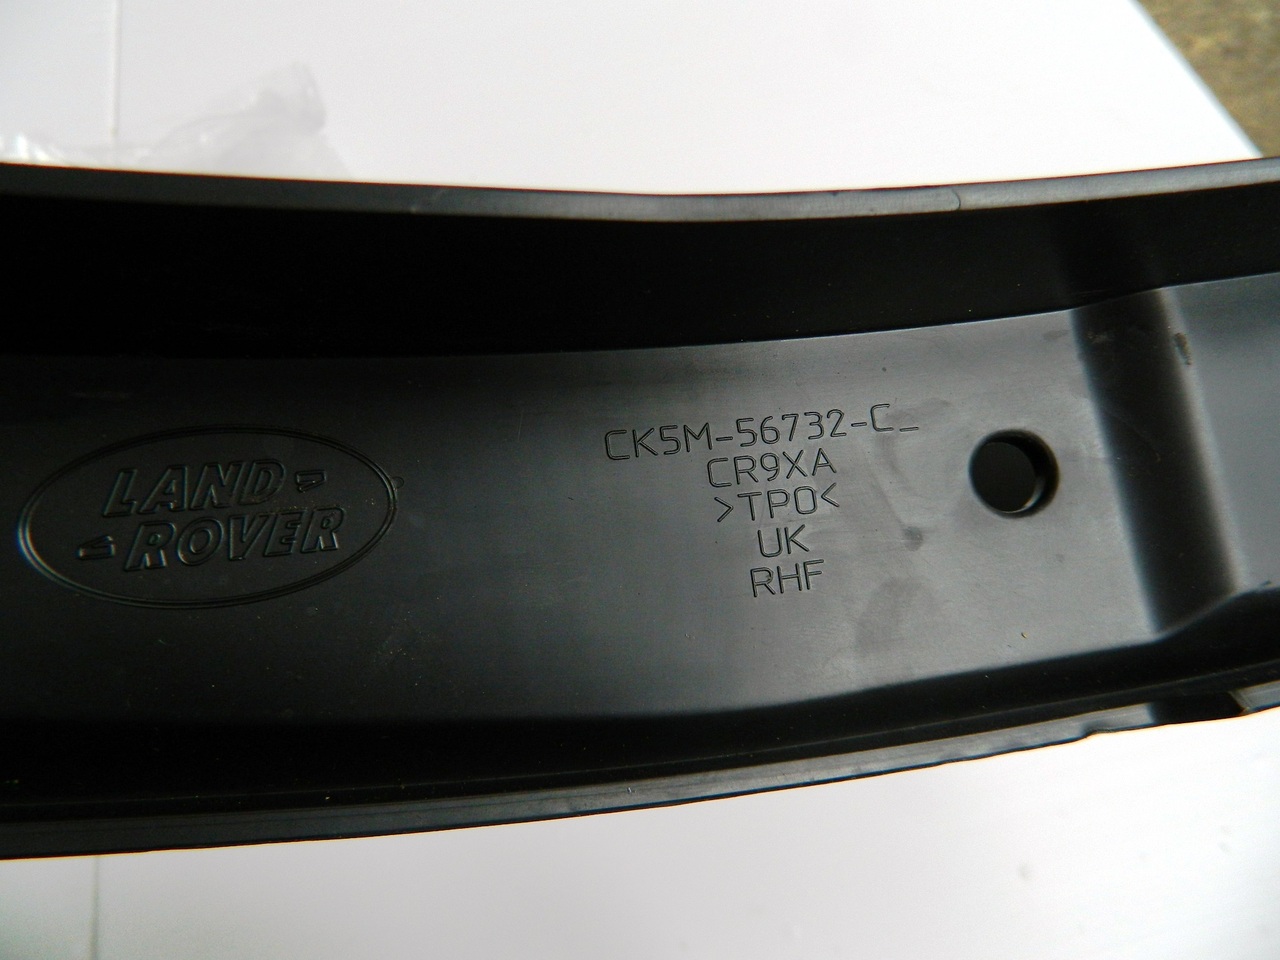 LAND
ROVER
CK5M-56732-C_
CR9XA
>TPO<
UK
RHF